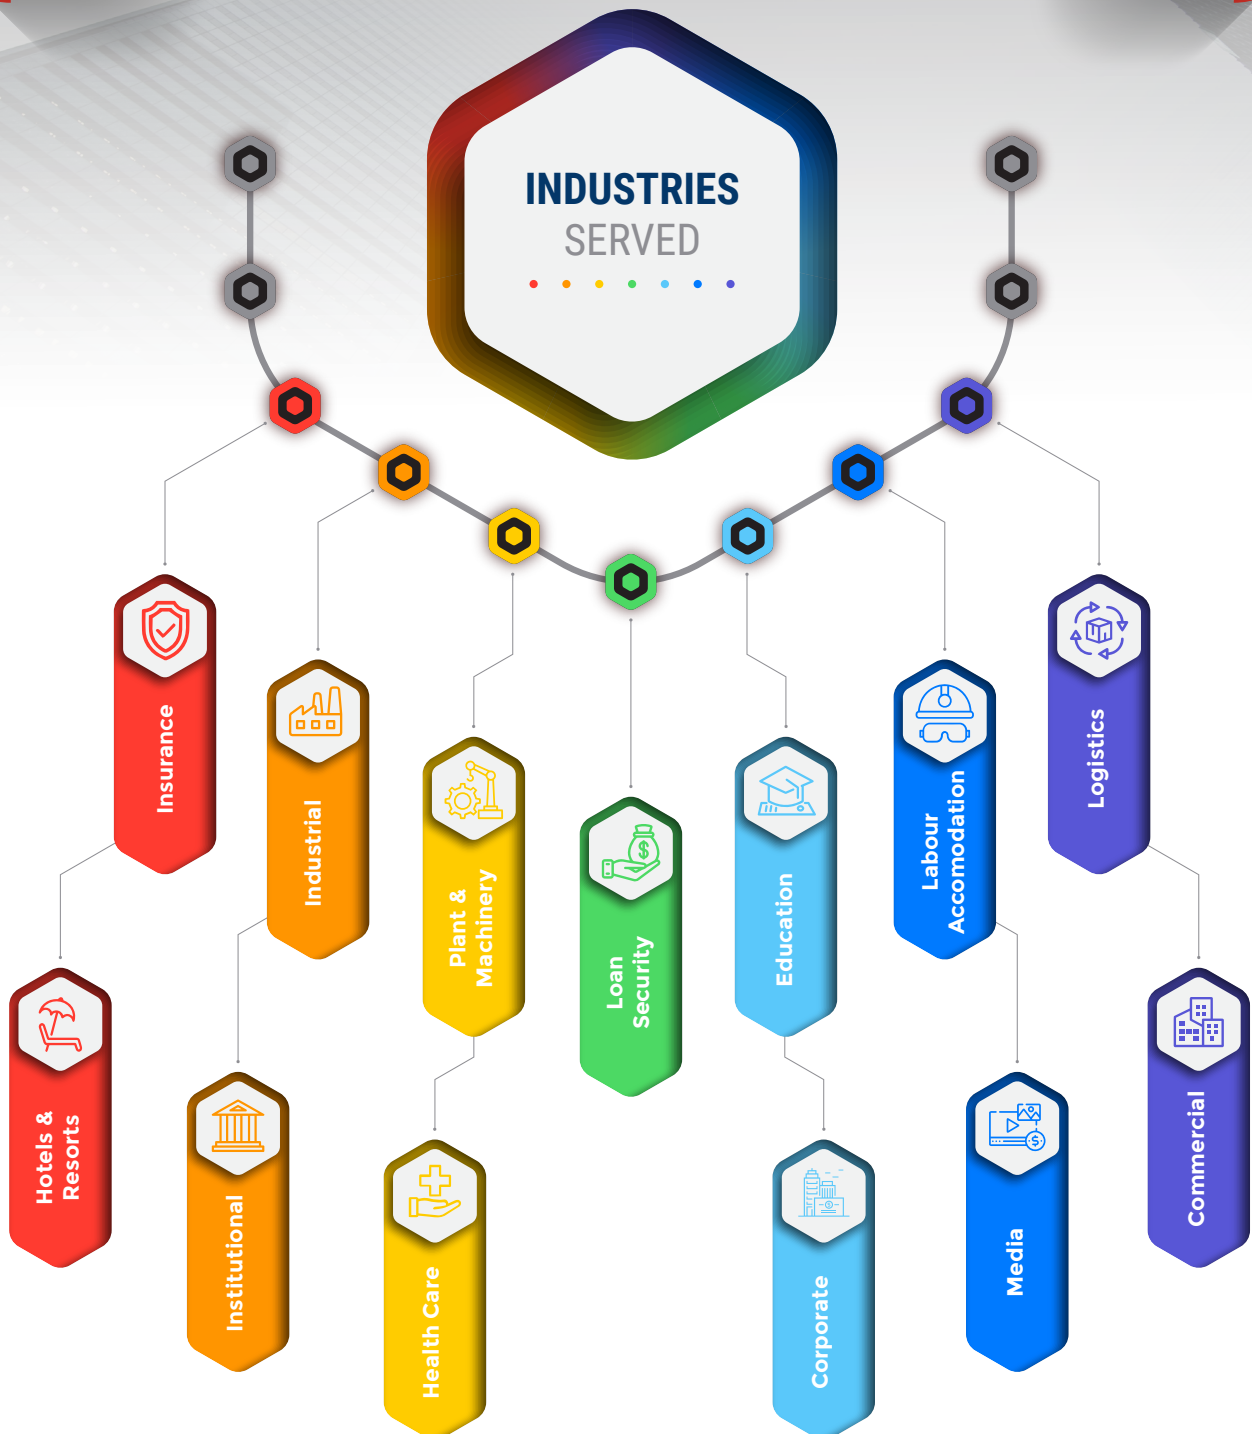 INDUSTRIES
SERVED
Insurance
Industrial
Plant &
Machinery
Loan
Security
Education
Labour
Accomodation
Logistics
Hotels &
Resorts
Institutional
Health Care
Corporate
Media
Commercial